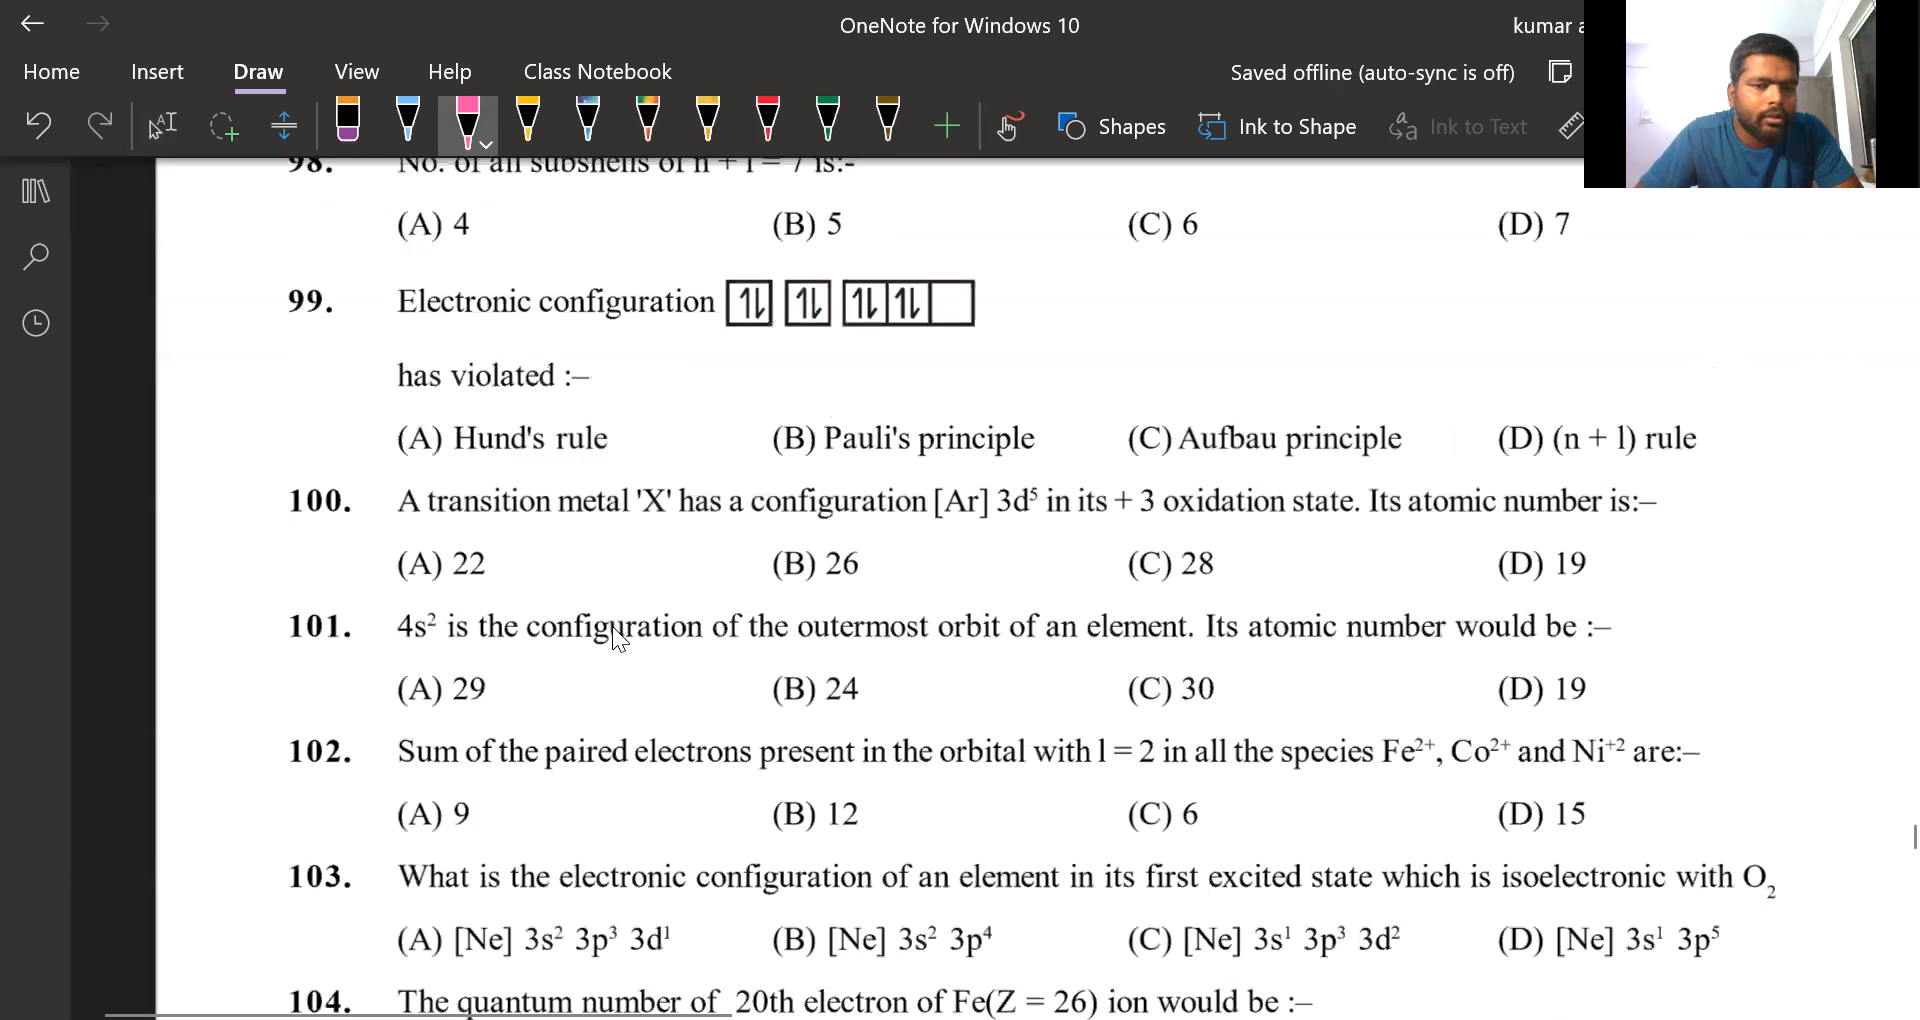 OneNote for Windows 10
kumar a
Home Insert Draw View Help Class Notebook
Saved offline (auto-sync is off)
Shapes Ink to Shape Ink to Text
98. No. of all subshells of n + l = 7 is:-
(A) 4 (B) 5 (C) 6 (D) 7
99. Electronic configuration ⥮ ⥮ ⥮ ⥮
has violated :–
(A) Hund's rule (B) Pauli's principle (C) Aufbau principle (D) (n + l) rule
100. A transition metal 'X' has a configuration [Ar] 3d⁵ in its + 3 oxidation state. Its atomic number is:–
(A) 22 (B) 26 (C) 28 (D) 19
101. 4s² is the configuration of the outermost orbit of an element. Its atomic number would be :–
(A) 29 (B) 24 (C) 30 (D) 19
102. Sum of the paired electrons present in the orbital with l = 2 in all the species Fe²⁺, Co²⁺ and Ni⁺² are:–
(A) 9 (B) 12 (C) 6 (D) 15
103. What is the electronic configuration of an element in its first excited state which is isoelectronic with O₂
(A) [Ne] 3s² 3p³ 3d¹ (B) [Ne] 3s² 3p⁴ (C) [Ne] 3s¹ 3p³ 3d² (D) [Ne] 3s¹ 3p⁵
104. The quantum number of 20th electron of Fe(Z = 26) ion would be :–